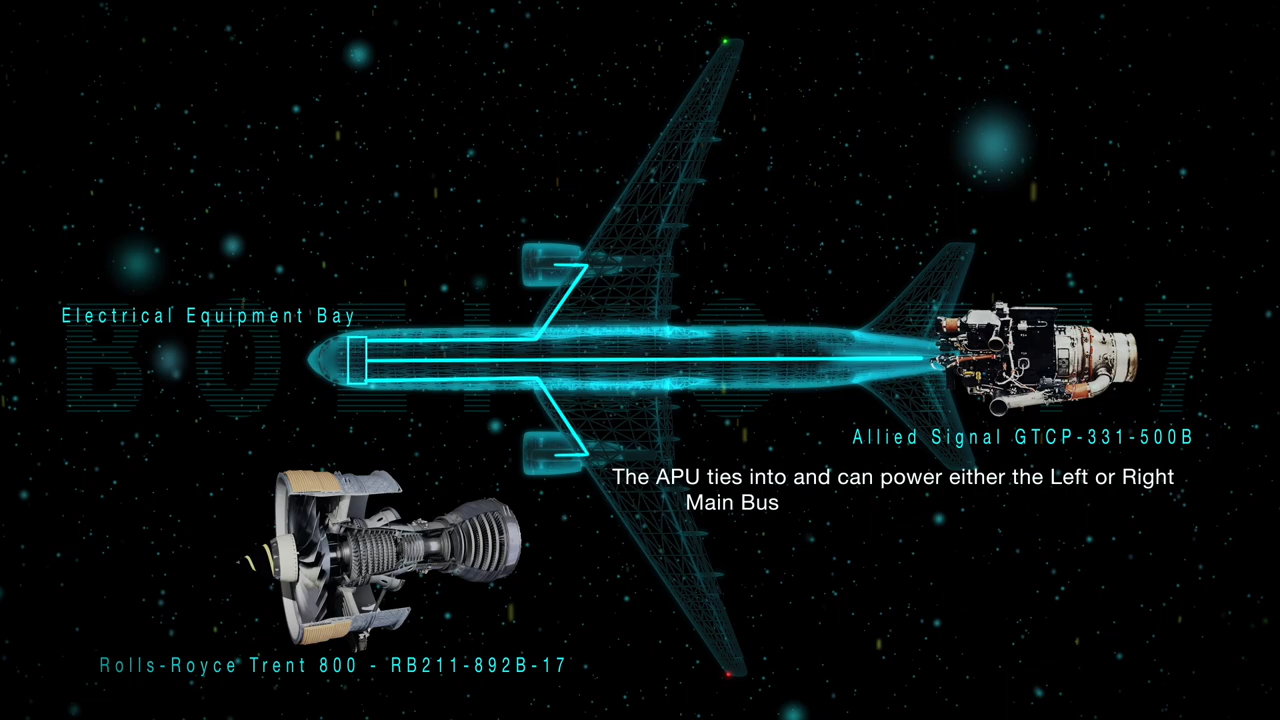 Electrical Equipment Bay
Allied Signal GTCP-331-500B
The APU ties into and can power either the Left or Right
Main Bus
Rolls-Royce Trent 800 - RB211-892B-17